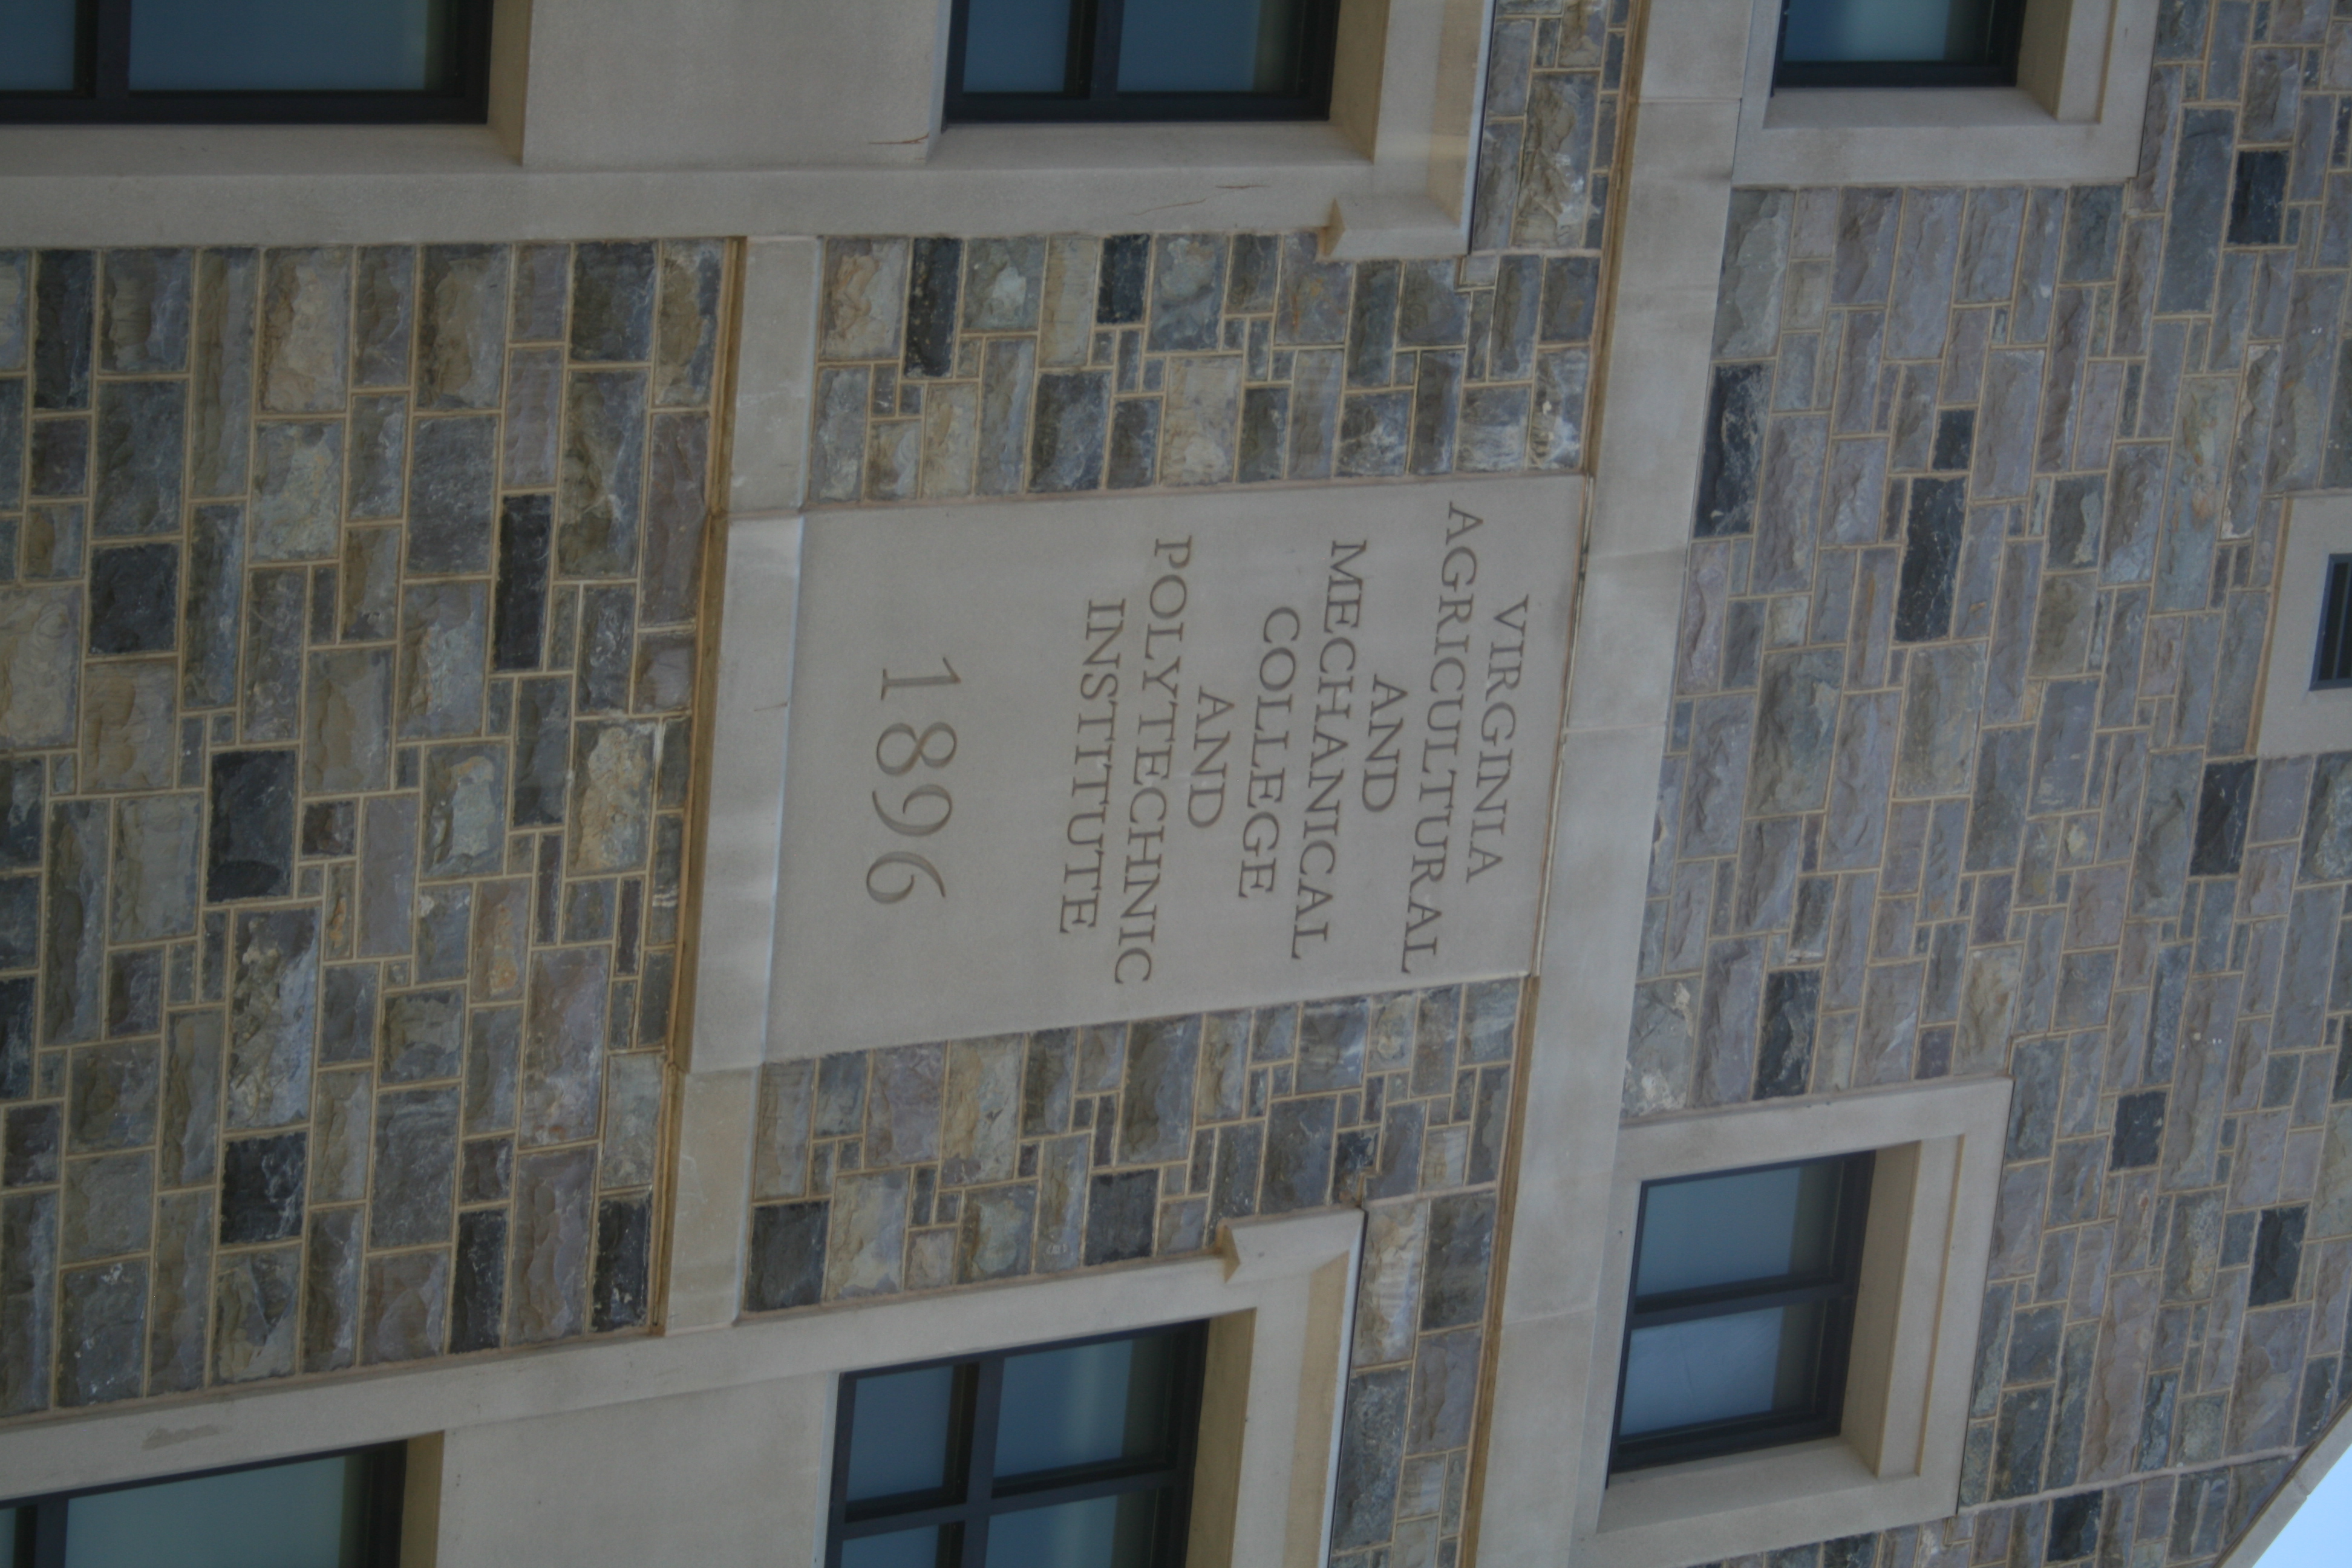 VIRGINIA
AGRICULTURAL
AND
MECHANICAL
COLLEGE
AND
POLYTECHNIC
INSTITUTE
1896